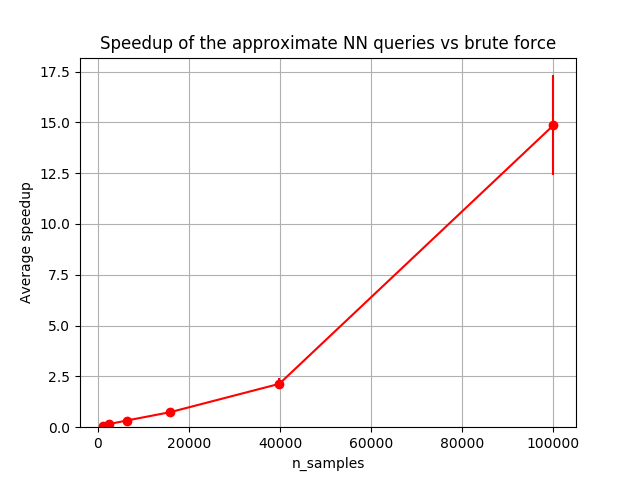 Speedup of the approximate NN queries vs brute force
17.5
15.0
12.5
10.0
7.5
5.0
2.5
0.0
Average speedup
0 20000 40000 60000 80000 100000
n_samples